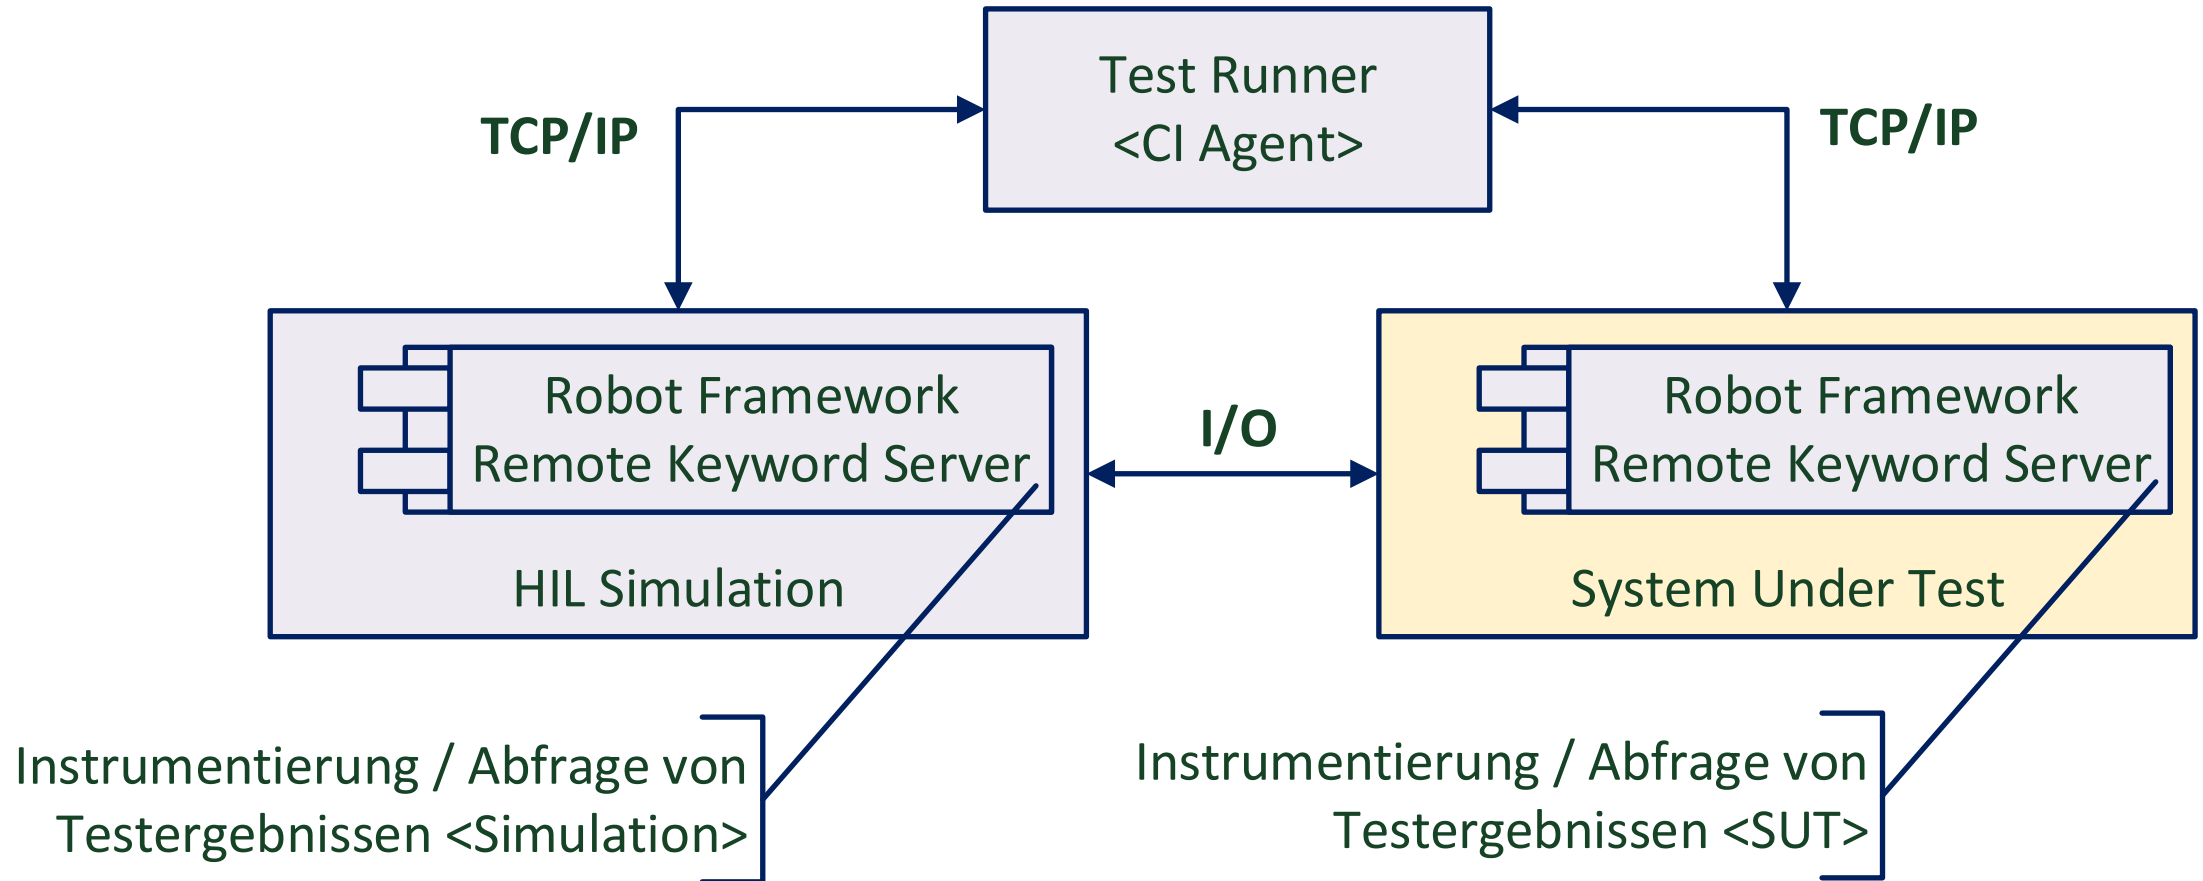 Test Runner
<CI Agent>
TCP/IP
TCP/IP
Robot Framework
Remote Keyword Server
HIL Simulation
I/O
Robot Framework
Remote Keyword Server
System Under Test
Instrumentierung / Abfrage von
Testergebnissen <Simulation>
Instrumentierung / Abfrage von
Testergebnissen <SUT>